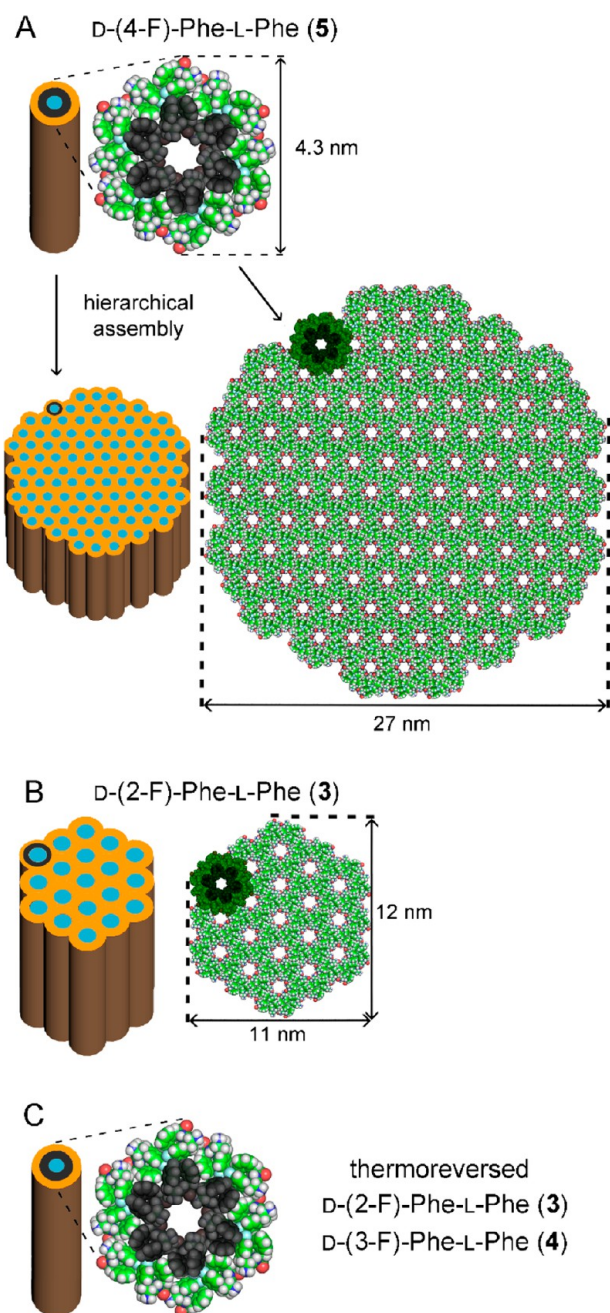 A
D-(4-F)-Phe-L-Phe (5)
4.3 nm
hierarchical
assembly
27 nm
B
D-(2-F)-Phe-L-Phe (3)
12 nm
11 nm
C
thermoreversed
D-(2-F)-Phe-L-Phe (3)
D-(3-F)-Phe-L-Phe (4)